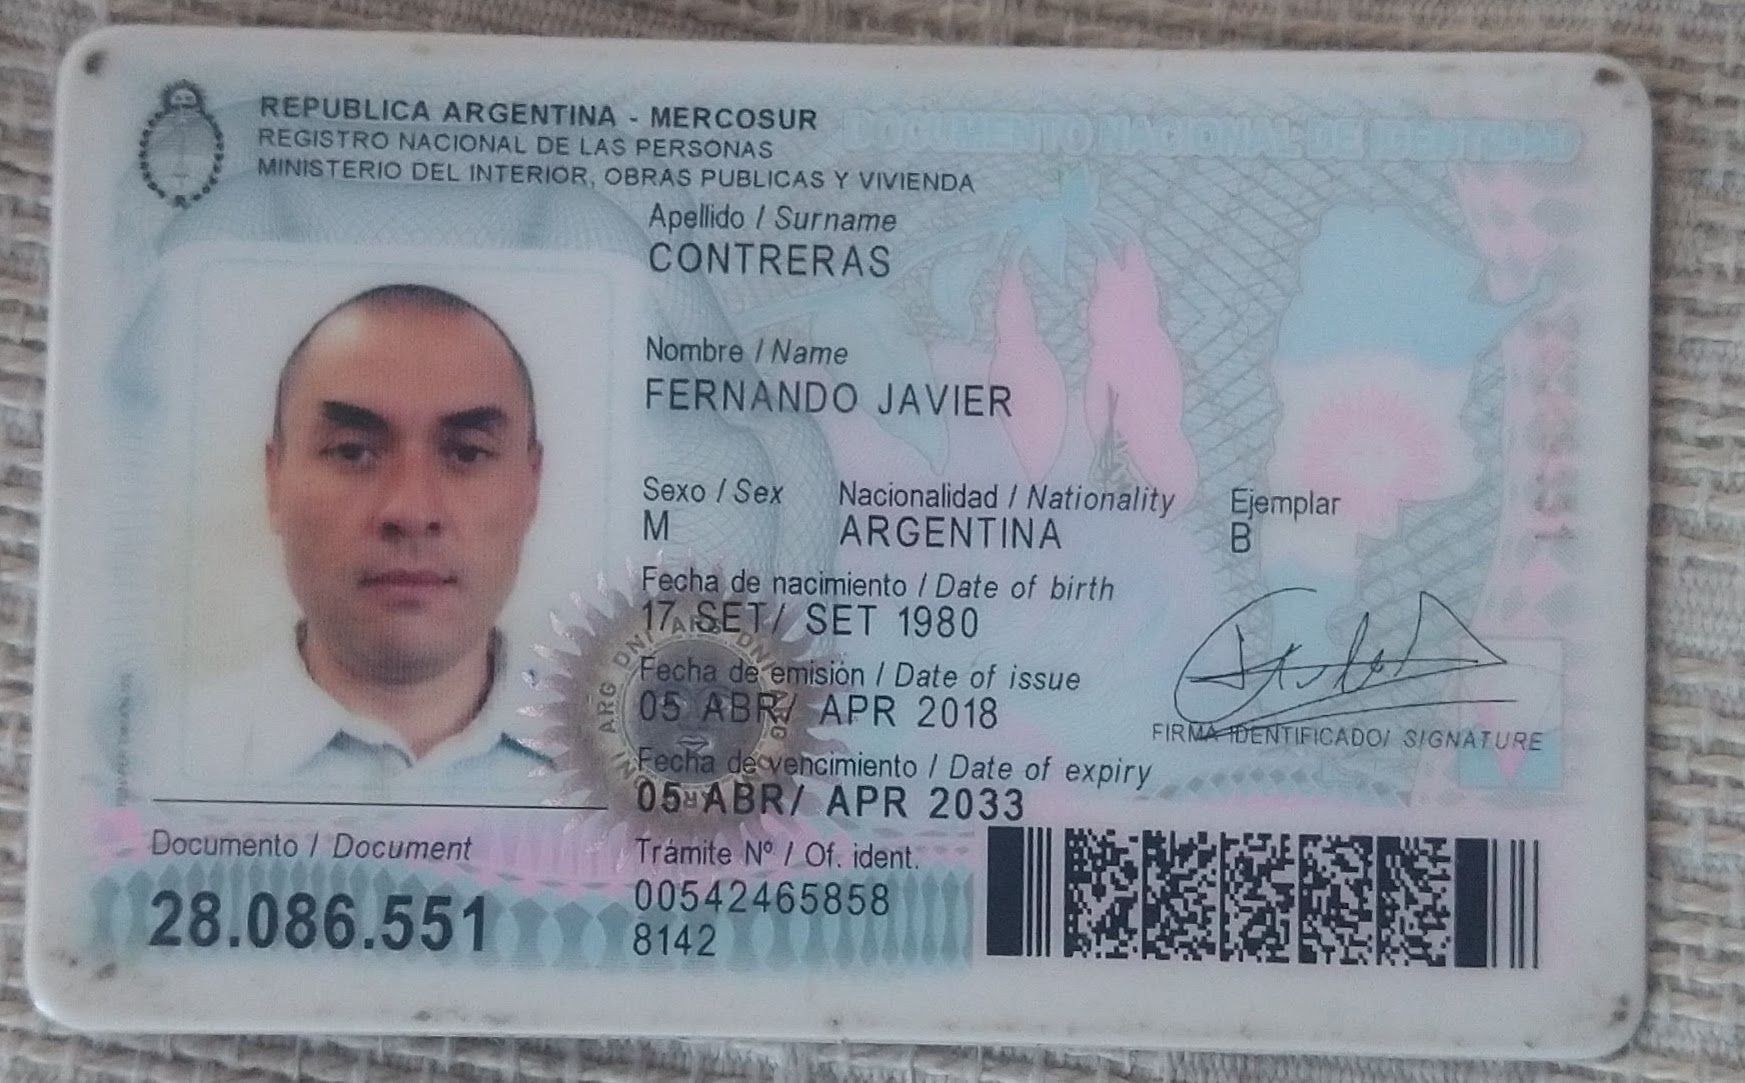 REPUBLICA ARGENTINA - MERCOSUR
REGISTRO NACIONAL DE LAS PERSONAS
MINISTERIO DEL INTERIOR, OBRAS PUBLICAS Y VIVIENDA
DOCUMENTO NACIONAL DE IDENTIDAD
Apellido / Surname
CONTRERAS
Nombre / Name
FERNANDO JAVIER
Sexo / Sex Nacionalidad / Nationality Ejemplar
M ARGENTINA B
Fecha de nacimiento / Date of birth
17 SET/ SET 1980
Fecha de emisión / Date of issue
05 ABR/ APR 2018
FIRMA IDENTIFICADO/ SIGNATURE
Fecha de vencimiento / Date of expiry
05 ABR/ APR 2033
Documento / Document
28.086.551
Trámite Nº / Of. ident.
00542465858
8142